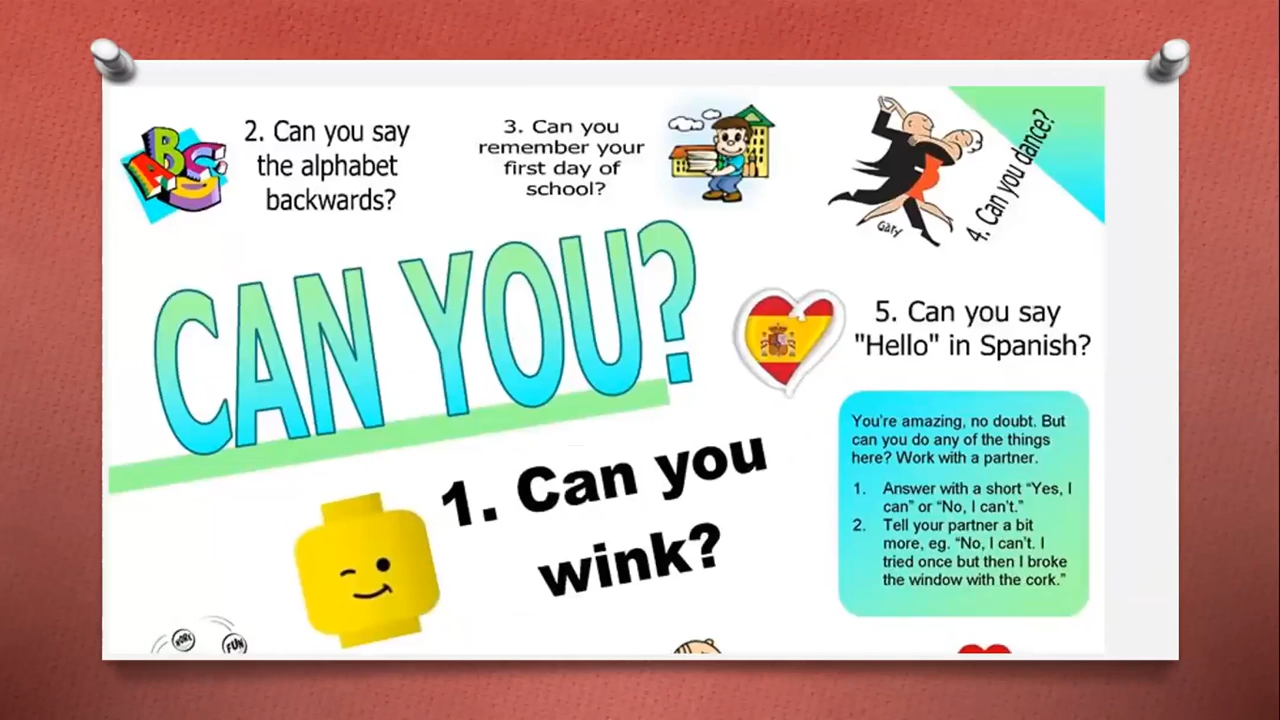 2. Can you say
the alphabet
backwards?
3. Can you
remember your
first day of
school?
4. Can you dance?
Gary
ABC
CAN YOU?
5. Can you say
"Hello" in Spanish?
1. Can you
wink?
You're amazing, no doubt. But
can you do any of the things
here? Work with a partner.
1. Answer with a short “Yes, I
can” or “No, I can’t.”
2. Tell your partner a bit
more, eg. “No, I can’t. I
tried once but then I broke
the window with the cork.”
WORK
FUN